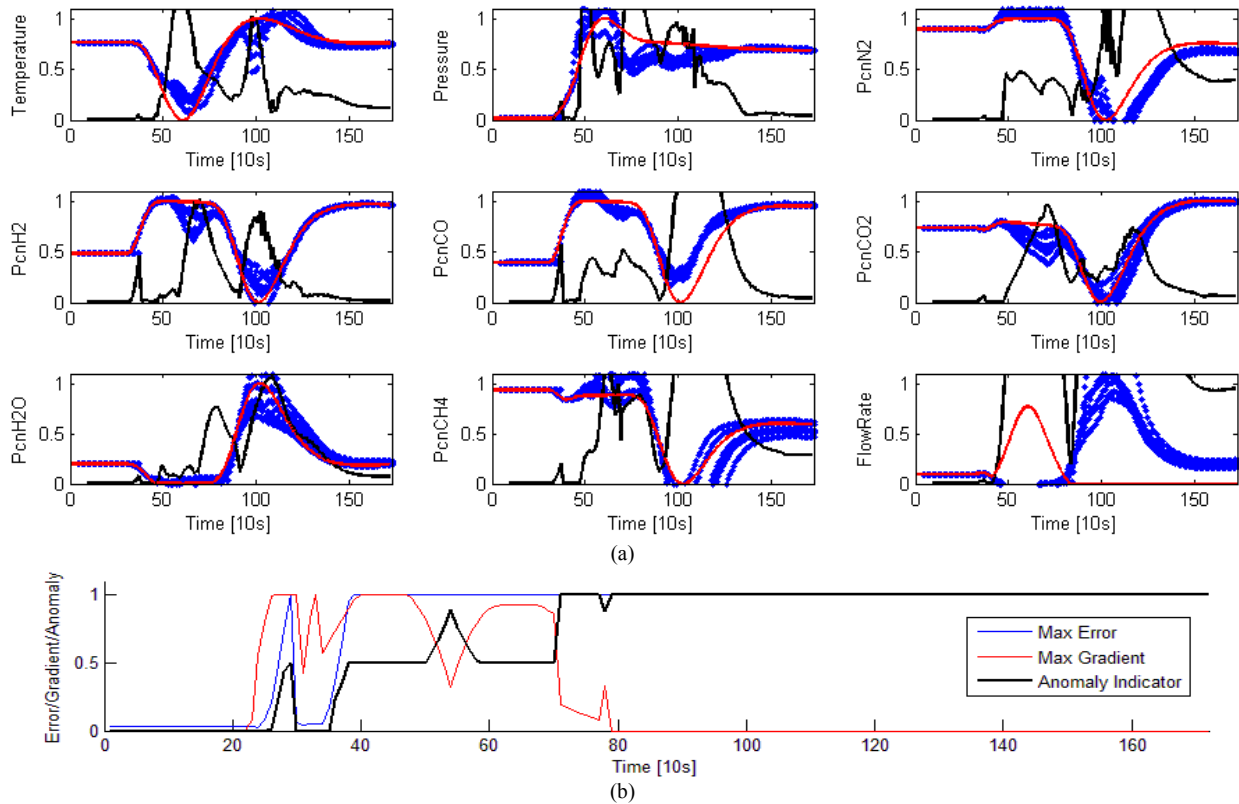 Temperature
1
0.5
0
0 50 100 150
Time [10s]
Pressure
1
0.5
0
0 50 100 150
Time [10s]
PcnN2
1
0.5
0
0 50 100 150
Time [10s]
PcnH2
1
0.5
0
0 50 100 150
Time [10s]
PcnCO
1
0.5
0
0 50 100 150
Time [10s]
PcnCO2
1
0.5
0
0 50 100 150
Time [10s]
PcnH2O
1
0.5
0
0 50 100 150
Time [10s]
PcnCH4
1
0.5
0
0 50 100 150
Time [10s]
FlowRate
1
0.5
0
0 50 100 150
Time [10s]
(a)
Error/Gradient/Anomaly
1
0.5
0
0 20 40 60 80 100 120 140 160
Time [10s]
Max Error
Max Gradient
Anomaly Indicator
(b)